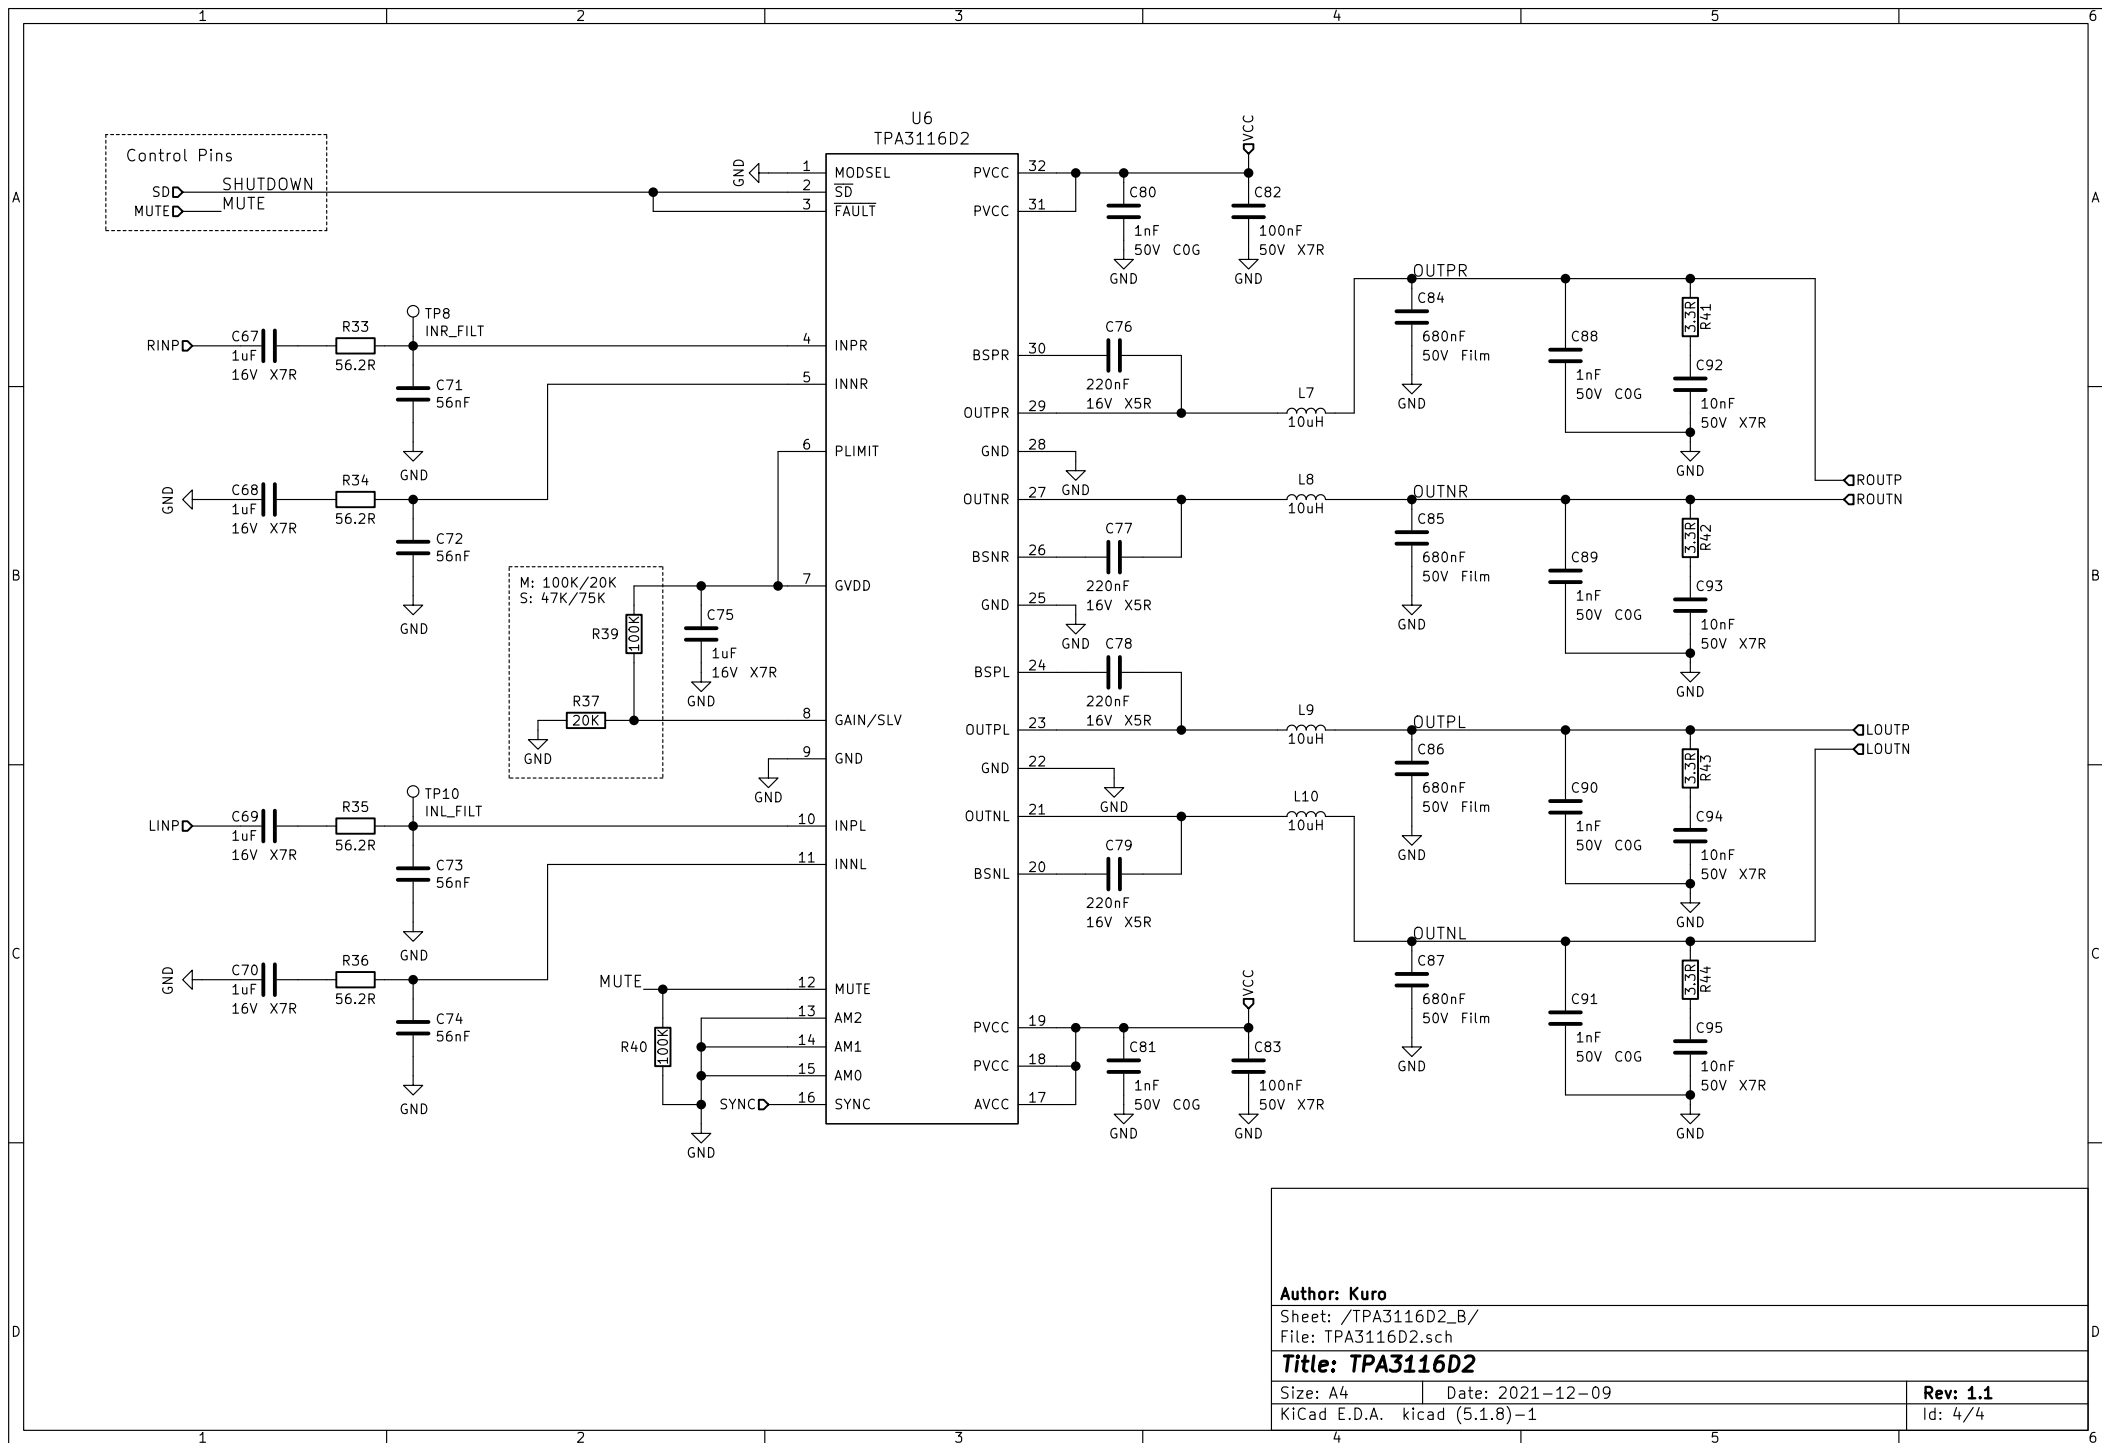 1 2 3 4 5 6
A A
B B
C C
D D
Control Pins
SD SHUTDOWN
MUTE MUTE
U6
TPA3116D2
GND 1 MODSEL
2 SD
3 FAULT
4 INPR
5 INNR
6 PLIMIT
7 GVDD
8 GAIN/SLV
9 GND
GND
10 INPL
11 INNL
12 MUTE
13 AM2
14 AM1
15 AM0
16 SYNC
PVCC 32
PVCC 31
BSPR 30
OUTPR 29
GND 28
GND
OUTNR 27
BSNR 26
GND 25
GND
BSPL 24
OUTPL 23
GND 22
GND
OUTNL 21
BSNL 20
PVCC 19
PVCC 18
AVCC 17
RINP
C67
1uF
16V X7R
R33
56.2R
TP8
INR_FILT
C71
56nF
GND
GND
C68
1uF
16V X7R
R34
56.2R
C72
56nF
GND
M: 100K/20K
S: 47K/75K
R39
100K
R37
20K
GND
C75
1uF
16V X7R
GND
LINP
C69
1uF
16V X7R
R35
56.2R
TP10
INL_FILT
C73
56nF
GND
GND
C70
1uF
16V X7R
R36
56.2R
C74
56nF
GND
MUTE
R40
100K
SYNC
GND
VCC
C80
1nF
50V C0G
GND
C82
100nF
50V X7R
GND
C76
220nF
16V X5R
L7
10uH
OUTPR
C84
680nF
50V Film
GND
C88
1nF
50V C0G
3.3R
R41
C92
10nF
50V X7R
GND
ROUTP
ROUTN
C77
220nF
16V X5R
L8
10uH
OUTNR
C85
680nF
50V Film
GND
C89
1nF
50V C0G
3.3R
R42
C93
10nF
50V X7R
GND
C78
220nF
16V X5R
L9
10uH
OUTPL
C86
680nF
50V Film
GND
C90
1nF
50V C0G
3.3R
R43
C94
10nF
50V X7R
GND
LOUTP
LOUTN
C79
220nF
16V X5R
L10
10uH
OUTNL
C87
680nF
50V Film
GND
C91
1nF
50V C0G
3.3R
R44
C95
10nF
50V X7R
GND
VCC
C81
1nF
50V C0G
GND
C83
100nF
50V X7R
GND
Author: Kuro
Sheet: /TPA3116D2_B/
File: TPA3116D2.sch
Title: TPA3116D2
Size: A4 Date: 2021-12-09 Rev: 1.1
KiCad E.D.A. kicad (5.1.8)-1 Id: 4/4
1 2 3 4 5 6